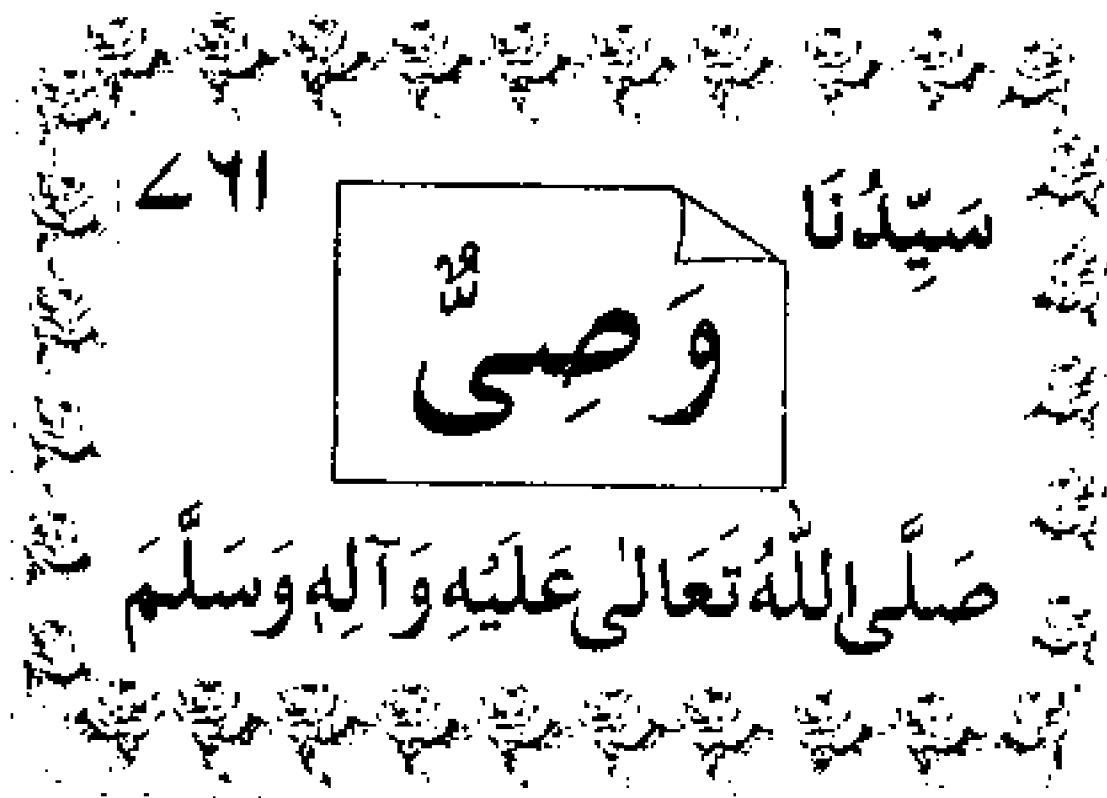 سَیِّدُنَا ۷۶۱
وَصِیٌّ
صَلَّی اللّٰہُ تَعَالٰی عَلَیْہِ وَآلِہٖ وَسَلَّمَ